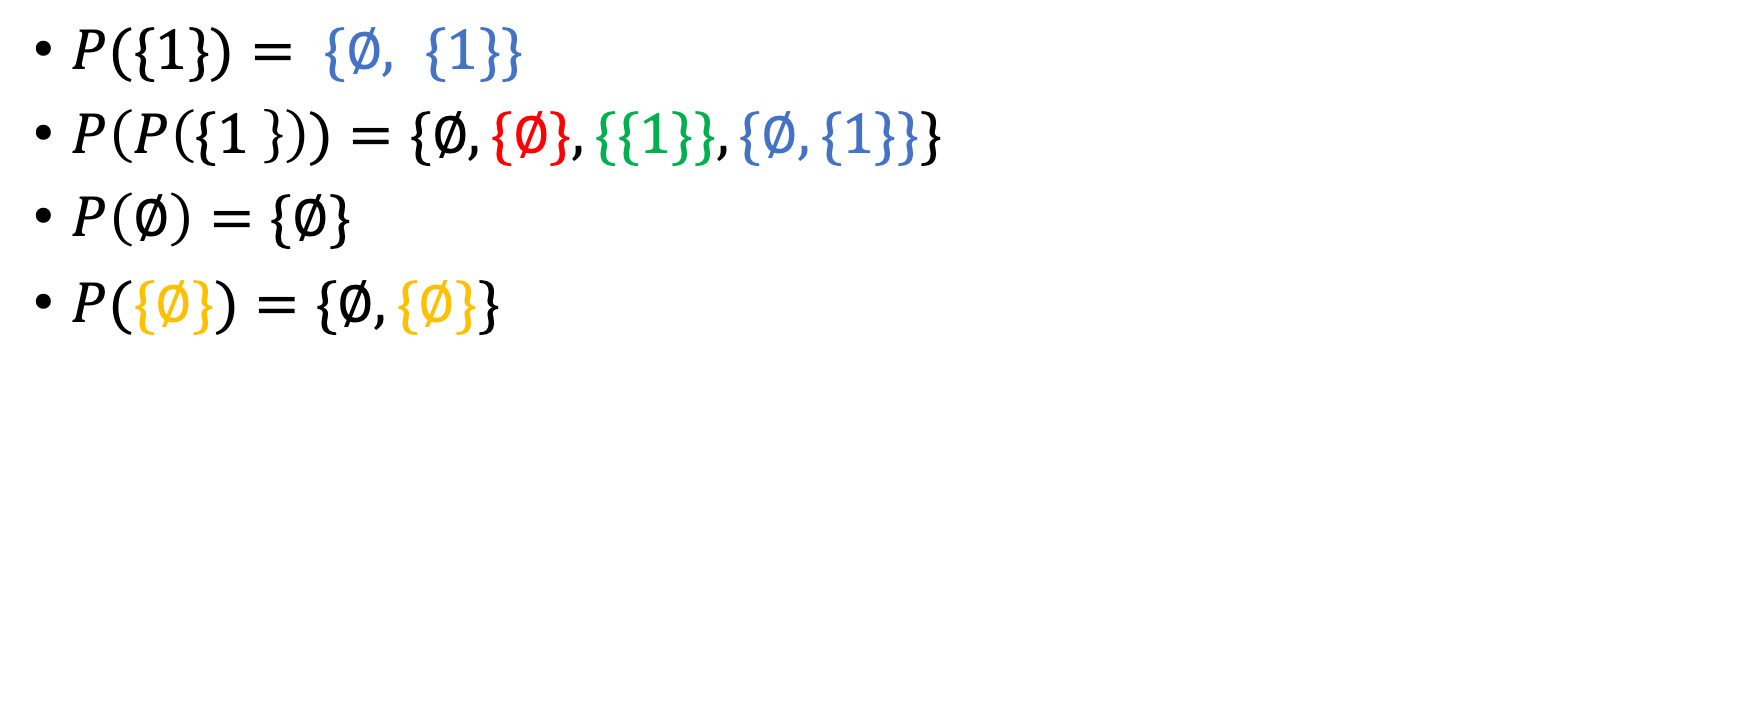 • P({1}) = {∅, {1}}
• P(P({1 })) = {∅, {∅}, {{1}}, {∅, {1}}}
• P(∅) = {∅}
• P({∅}) = {∅, {∅}}